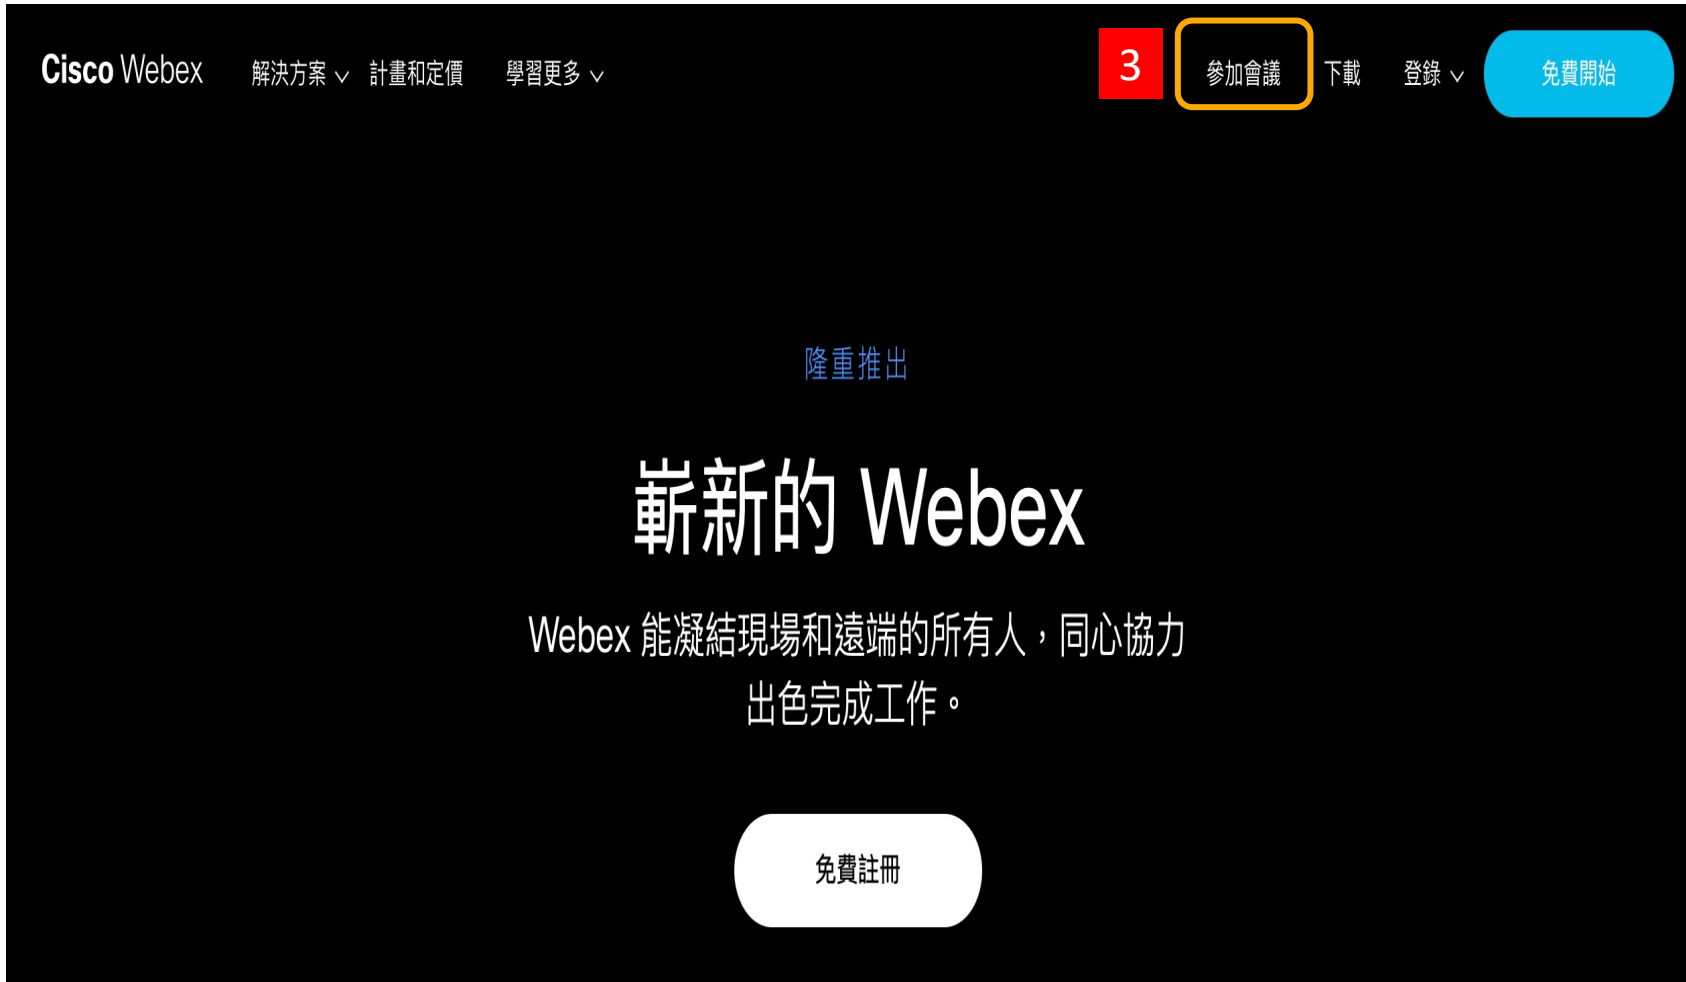 Cisco Webex 解決方案 計畫和定價 學習更多 3 參加會議 下載 登錄 免費開始
隆重推出
嶄新的 Webex
Webex 能凝結現場和遠端的所有人，同心協力
出色完成工作。
免費註冊